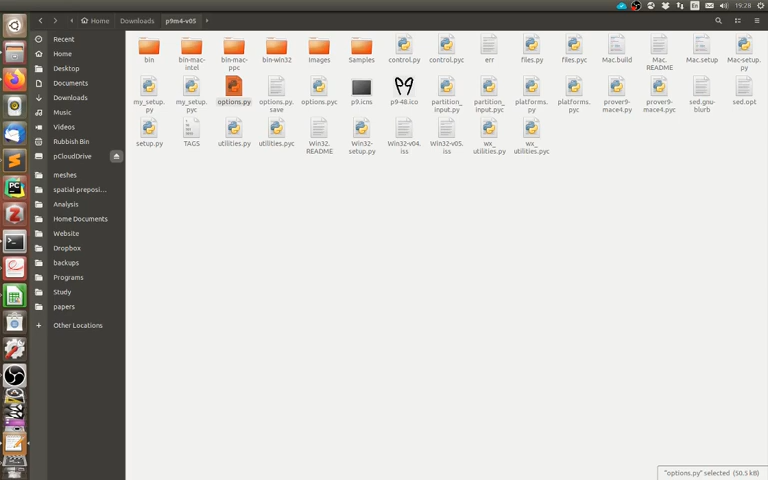 En
19:28
Home
Downloads
p9m4-v05
Recent
Home
Desktop
Documents
Downloads
Music
Videos
Rubbish Bin
pCloudDrive
meshes
spatial-preposi...
Analysis
Home Documents
Website
Dropbox
backups
Programs
Study
papers
Other Locations
bin
bin-mac-intel
bin-mac-ppc
bin-win32
Images
Samples
control.py
control.pyc
err
files.py
files.pyc
Mac.build
Mac.README
Mac.setup
Mac-setup.py
my_setup.py
my_setup.pyc
options.py
options.py.save
options.pyc
p9.icns
p9-48.ico
partition_input.py
partition_input.pyc
platforms.py
platforms.pyc
prover9-mace4.py
prover9-mace4.pyc
sed.gnu-blurb
sed.opt
setup.py
TAGS
utilities.py
utilities.pyc
Win32.README
Win32-setup.py
Win32-v04.iss
Win32-v05.iss
wx_utilities.py
wx_utilities.pyc
"options.py" selected (50.5 kB)